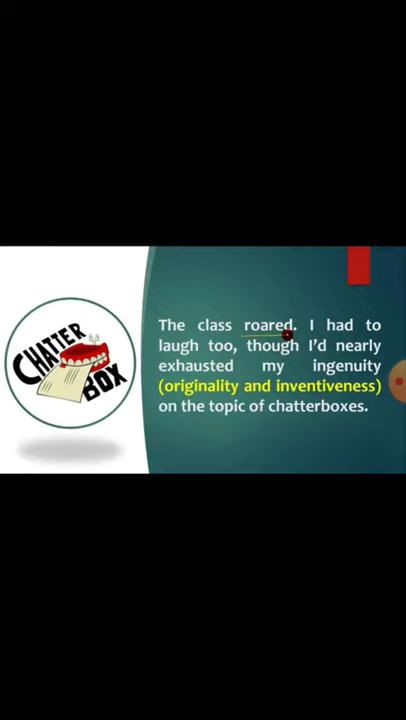 CHATTER
BOX
The class roared. I had to
laugh too, though I'd nearly
exhausted my ingenuity
(originality and inventiveness)
on the topic of chatterboxes.